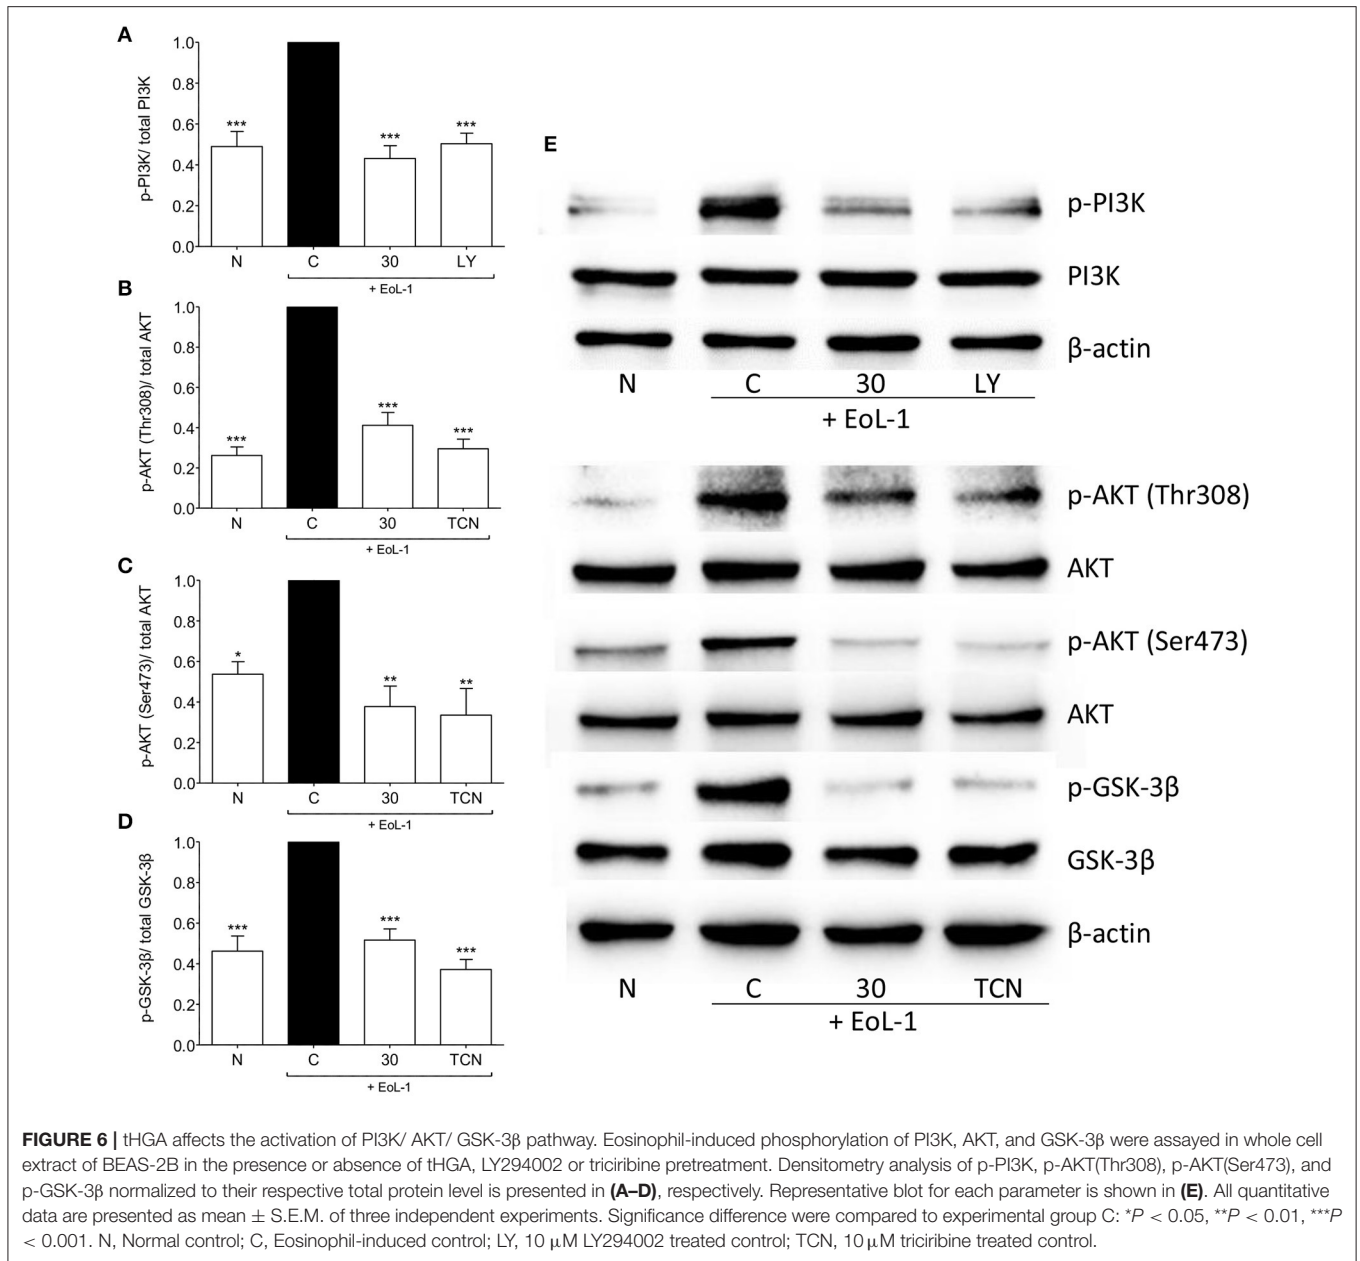 A
p-PI3K/ total PI3K
1.0
0.8
0.6
0.4
0.2
0.0
*** *** ***
N C 30 LY
+ EoL-1
B
p-AKT (Thr308)/ total AKT
1.0
0.8
0.6
0.4
0.2
0.0
*** *** ***
N C 30 TCN
+ EoL-1
C
p-AKT (Ser473)/ total AKT
1.0
0.8
0.6
0.4
0.2
0.0
* ** **
N C 30 TCN
+ EoL-1
D
p-GSK-3β/ total GSK-3β
1.0
0.8
0.6
0.4
0.2
0.0
*** *** ***
N C 30 TCN
+ EoL-1
E
p-PI3K
PI3K
β-actin
N C 30 LY
+ EoL-1
p-AKT (Thr308)
AKT
p-AKT (Ser473)
AKT
p-GSK-3β
GSK-3β
β-actin
N C 30 TCN
+ EoL-1
FIGURE 6 | tHGA affects the activation of PI3K/ AKT/ GSK-3β pathway. Eosinophil-induced phosphorylation of PI3K, AKT, and GSK-3β were assayed in whole cell
extract of BEAS-2B in the presence or absence of tHGA, LY294002 or triciribine pretreatment. Densitometry analysis of p-PI3K, p-AKT(Thr308), p-AKT(Ser473), and
p-GSK-3β normalized to their respective total protein level is presented in (A–D), respectively. Representative blot for each parameter is shown in (E). All quantitative
data are presented as mean ± S.E.M. of three independent experiments. Significance difference were compared to experimental group C: *P < 0.05, **P < 0.01, ***P
< 0.001. N, Normal control; C, Eosinophil-induced control; LY, 10 μM LY294002 treated control; TCN, 10 μM triciribine treated control.